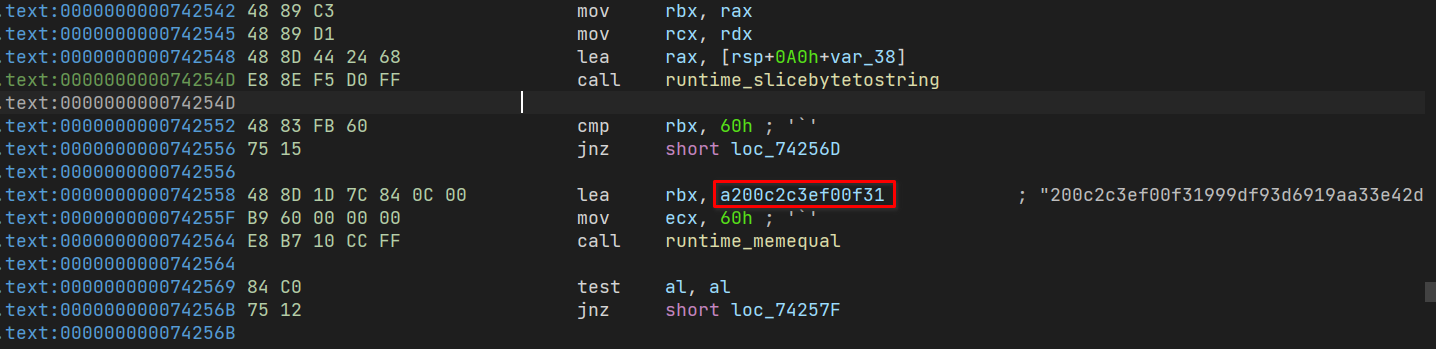 .text:0000000000742542 48 89 C3 mov rbx, rax
.text:0000000000742545 48 89 D1 mov rcx, rdx
.text:0000000000742548 48 8D 44 24 68 lea rax, [rsp+0A0h+var_38]
.text:000000000074254D E8 8E F5 D0 FF call runtime_slicebytetostring
.text:000000000074254D
.text:0000000000742552 48 83 FB 60 cmp rbx, 60h ; '`'
.text:0000000000742556 75 15 jnz short loc_74256D
.text:0000000000742556
.text:0000000000742558 48 8D 1D 7C 84 0C 00 lea rbx, a200c2c3ef00f31 ; "200c2c3ef00f31999df93d6919aa33e42d
.text:000000000074255F B9 60 00 00 00 mov ecx, 60h ; '`'
.text:0000000000742564 E8 B7 10 CC FF call runtime_memequal
.text:0000000000742564
.text:0000000000742569 84 C0 test al, al
.text:000000000074256B 75 12 jnz short loc_74257F
.text:000000000074256B